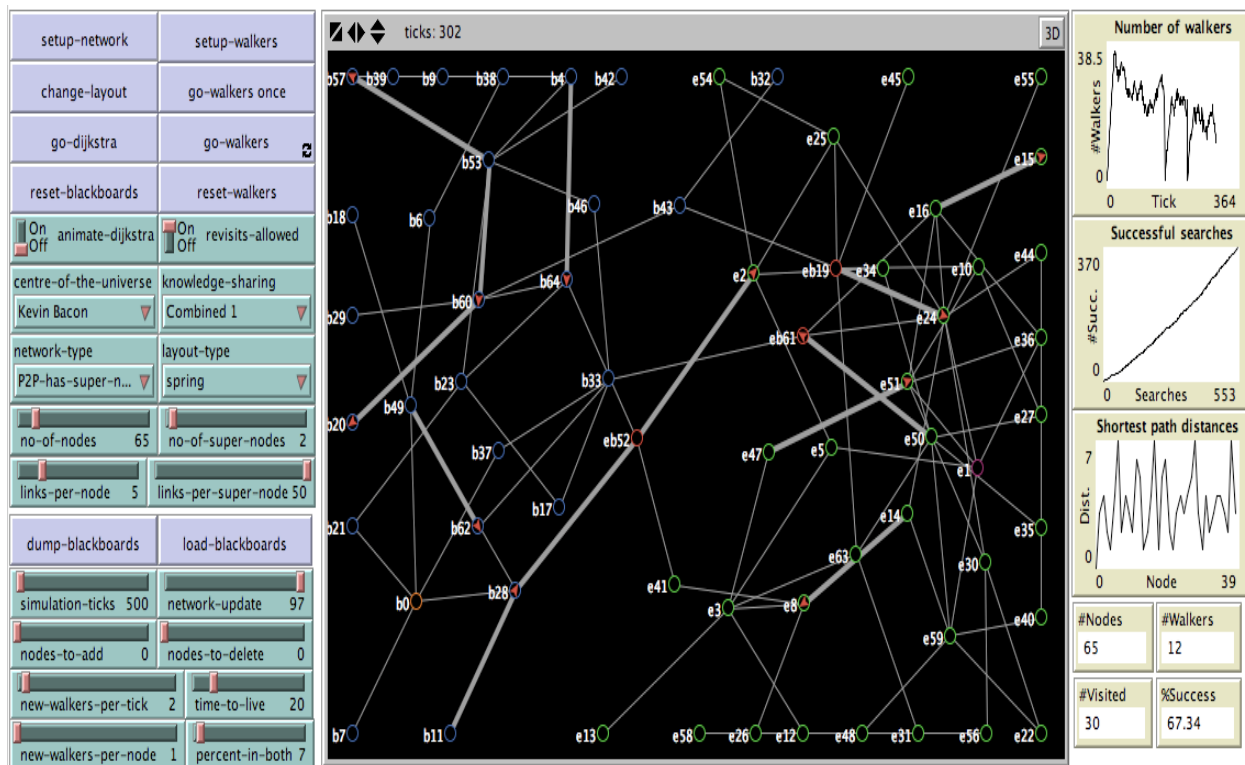 setup-network setup-walkers
change-layout go-walkers once
go-dijkstra go-walkers
reset-blackboards reset-walkers
On
Off animate-dijkstra
On
Off revisits-allowed
centre-of-the-universe knowledge-sharing
Kevin Bacon Combined 1
network-type layout-type
P2P-has-super-n... spring
no-of-nodes 65 no-of-super-nodes 2
links-per-node 5 links-per-super-node 50
dump-blackboards load-blackboards
simulation-ticks 500 network-update 97
nodes-to-add 0 nodes-to-delete 0
new-walkers-per-tick 2 time-to-live 20
new-walkers-per-node 1 percent-in-both 7
ticks: 302 3D
b57 b39 b9 b38 b4 b42 e54 b32 e45 e55
e25
b53 e15
b18 b6 b46 b43 e16
e44
e2 eb19 e34 e10
b64
b60
b29 e24
eb61 e36
b23 b33 e51
b49
b20 e27
eb52 e50
b37 e47 e5
e1
b17
b21 b62 e14 e35
e63 e30
e41
b28
b0 e3 e8
e40
e59
b7 b11 e13 e58 e26 e12 e48 e31 e56 e22
Number of walkers
38.5
#Walkers
0
0 Tick 364
Successful searches
370
#Succ.
0
0 Searches 553
Shortest path distances
7
Dist.
0
0 Node 39
#Nodes #Walkers
65 12
#Visited %Success
30 67.34